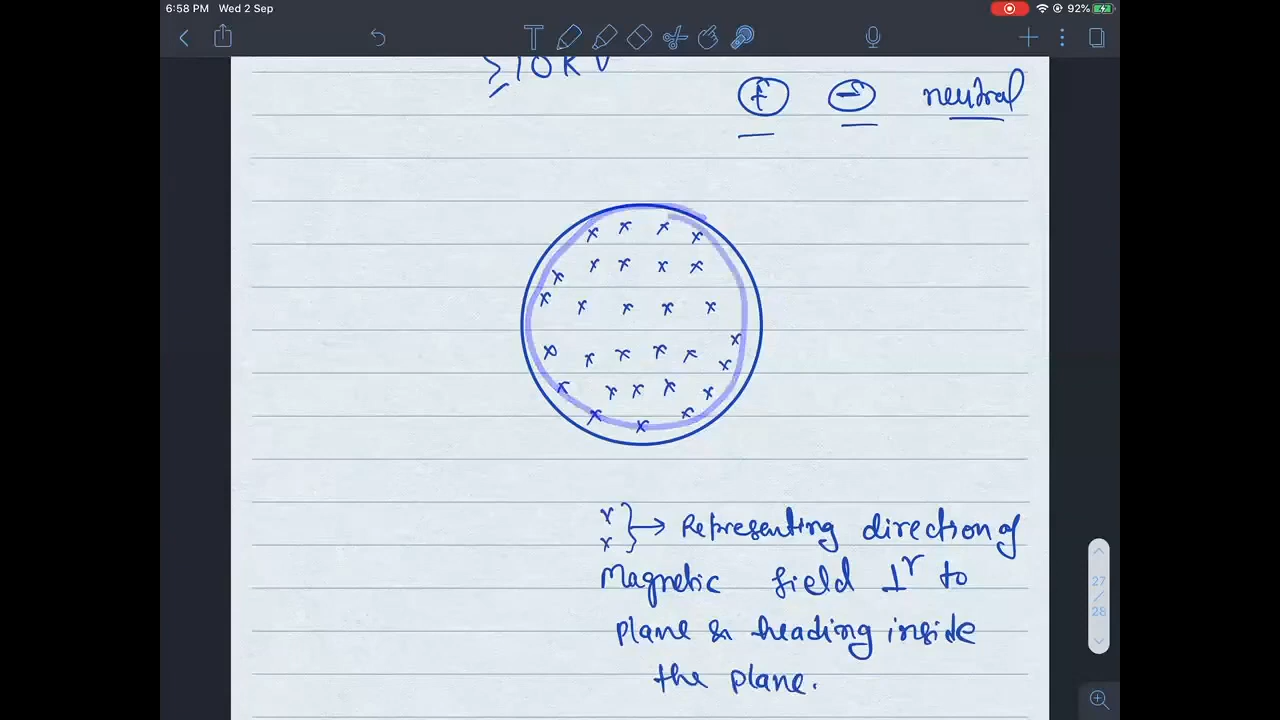 6:58 PM Wed 2 Sep
92%
T
≥10KV
+ - neutral
x x x x
x x x x
x
x x x x x
x
x x x x x x
x x x x x
x x x
x
x } → Representing direction of
Magnetic field ⊥r to
plane & heading inside
the plane.
27
/
28